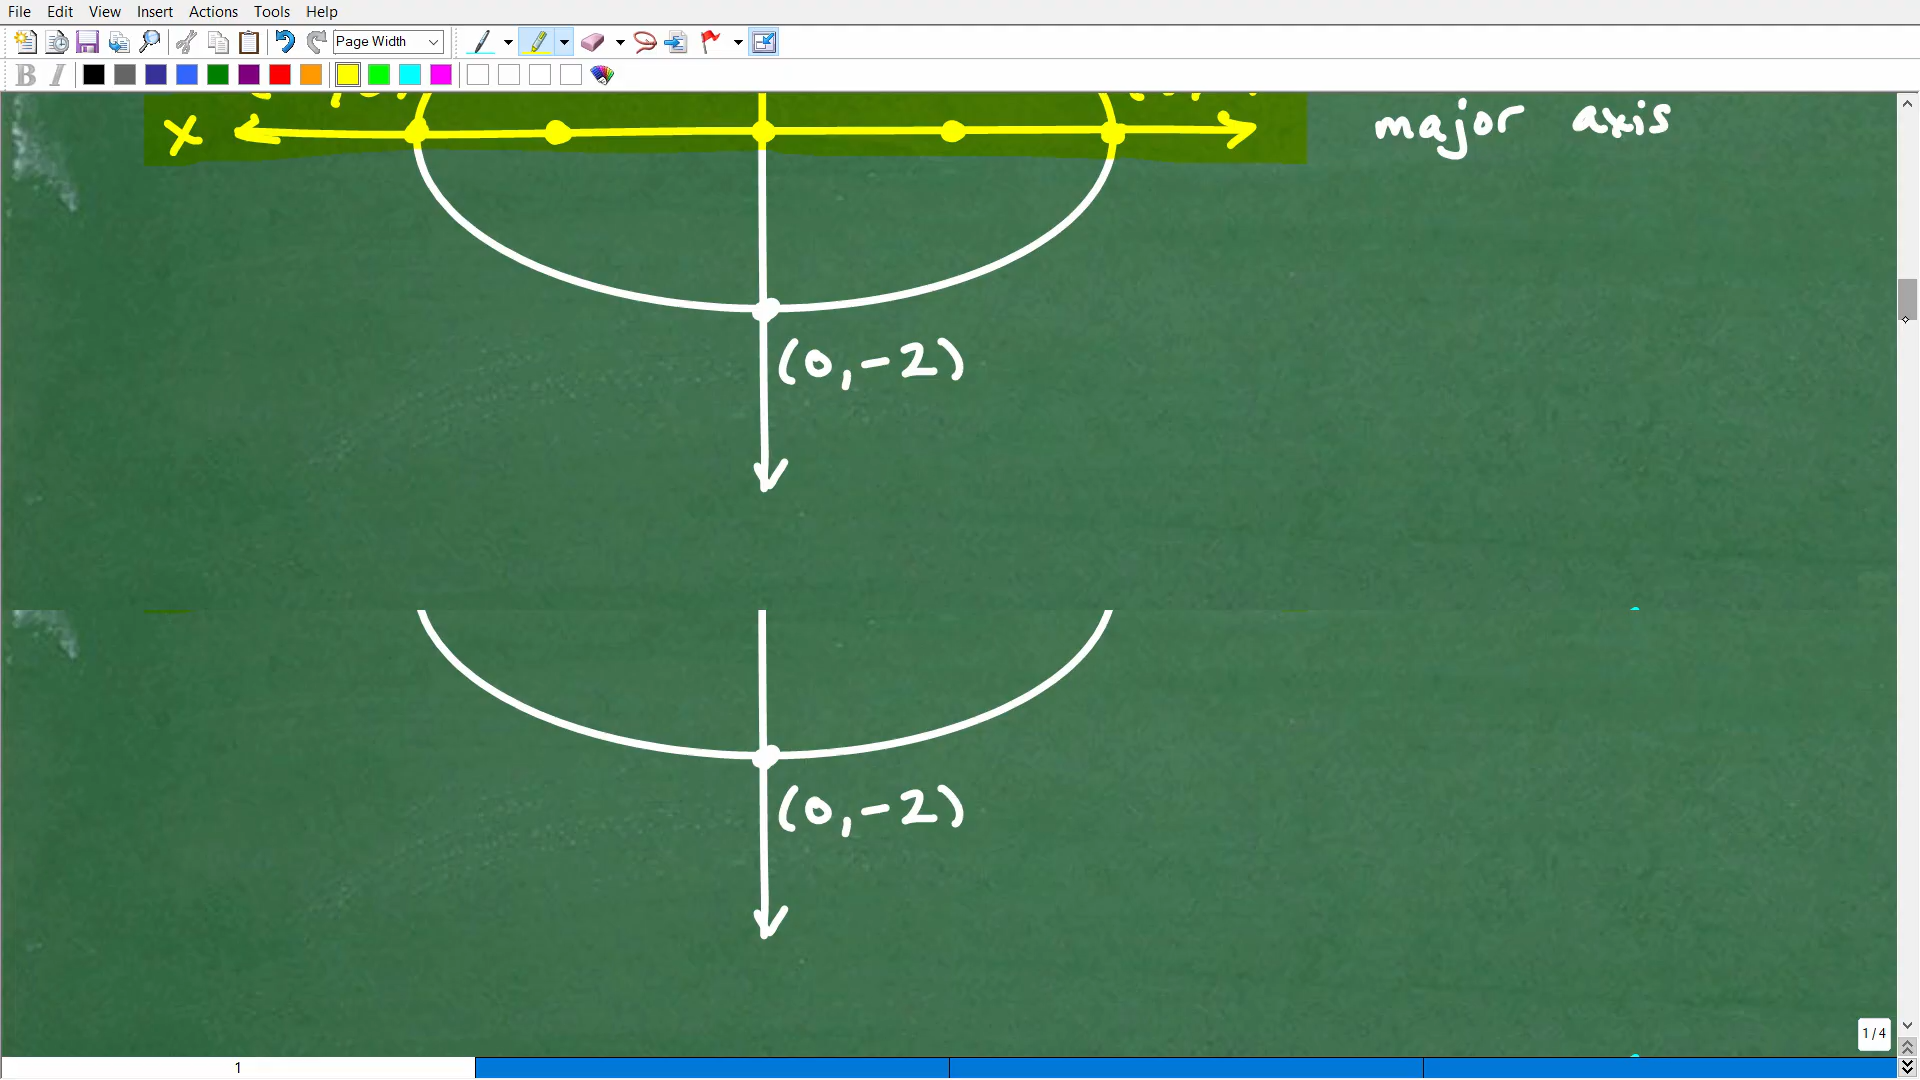 File Edit View Insert Actions Tools Help
Page Width
B I
x major axis
(0,-2)
(0,-2)
1/4
1